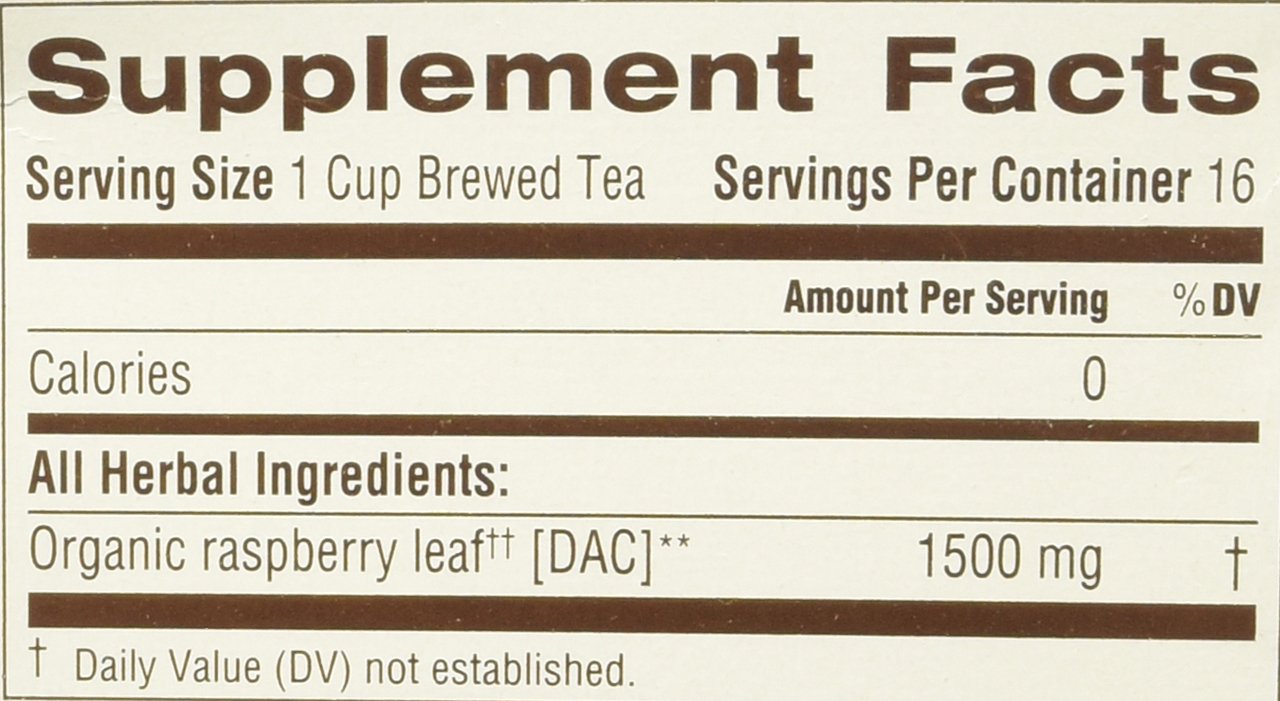 Supplement Facts
Serving Size 1 Cup Brewed Tea Servings Per Container 16
Amount Per Serving % DV
Calories 0
All Herbal Ingredients:
Organic raspberry leaf†† [DAC]** 1500 mg †
† Daily Value (DV) not established.